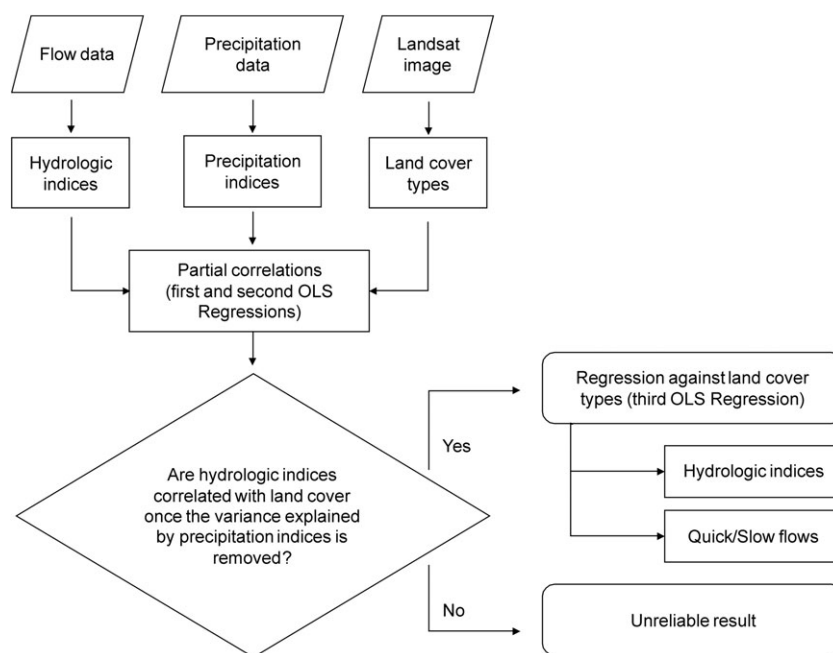 Flow data
Precipitation
data
Landsat
image
Hydrologic
indices
Precipitation
indices
Land cover
types
Partial correlations
(first and second OLS
Regressions)
Are hydrologic indices
correlated with land cover
once the variance explained
by precipitation indices is
removed?
Yes
Regression against land cover
types (third OLS Regression)
Hydrologic indices
Quick/Slow flows
No
Unreliable result